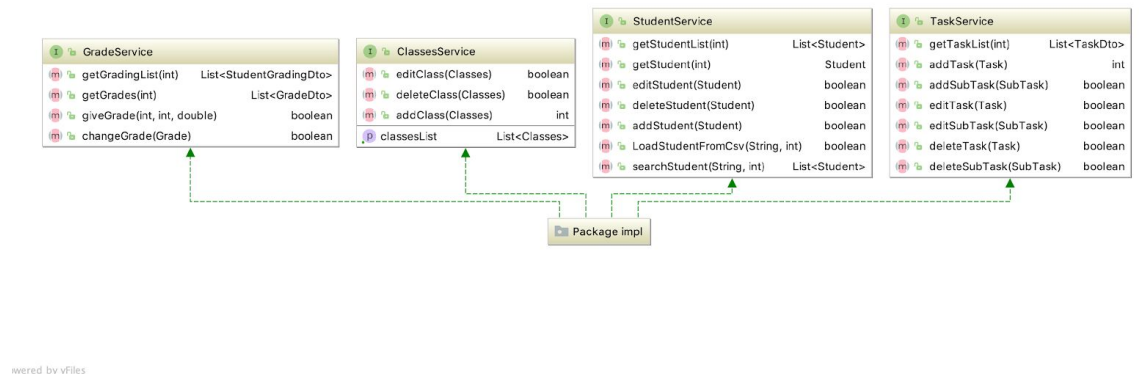 GradeService
getGradingList(int) List<StudentGradingDto>
getGrades(int) List<GradeDto>
giveGrade(int, int, double) boolean
changeGrade(Grade) boolean
ClassesService
editClass(Classes) boolean
deleteClass(Classes) boolean
addClass(Classes) int
classesList List<Classes>
StudentService
getStudentList(int) List<Student>
getStudent(int) Student
editStudent(Student) boolean
deleteStudent(Student) boolean
addStudent(Student) boolean
LoadStudentFromCsv(String, int) boolean
searchStudent(String, int) List<Student>
TaskService
getTaskList(int) List<TaskDto>
addTask(Task) int
addSubTask(SubTask) boolean
editTask(Task) boolean
editSubTask(SubTask) boolean
deleteTask(Task) boolean
deleteSubTask(SubTask) boolean
Package impl
wered by yFiles